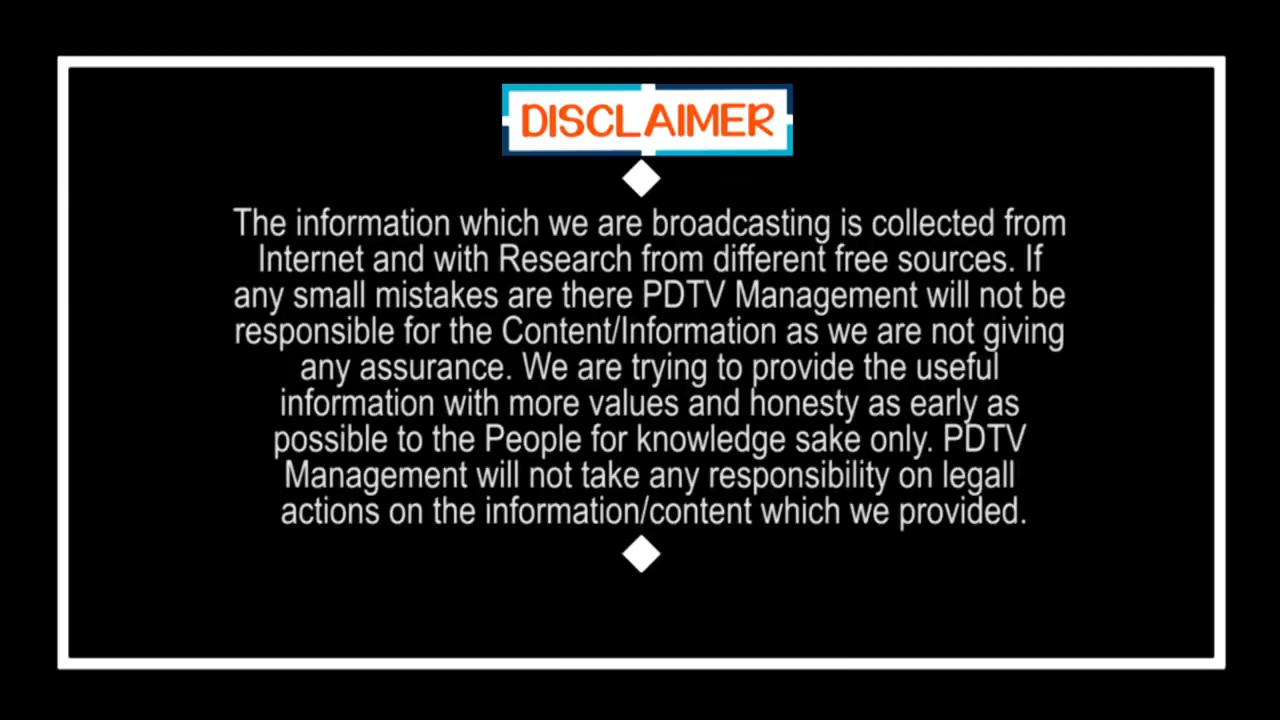 DISCLAIMER
The information which we are broadcasting is collected from
Internet and with Research from different free sources. If
any small mistakes are there PDTV Management will not be
responsible for the Content/Information as we are not giving
any assurance. We are trying to provide the useful
information with more values and honesty as early as
possible to the People for knowledge sake only. PDTV
Management will not take any responsibility on legall
actions on the information/content which we provided.